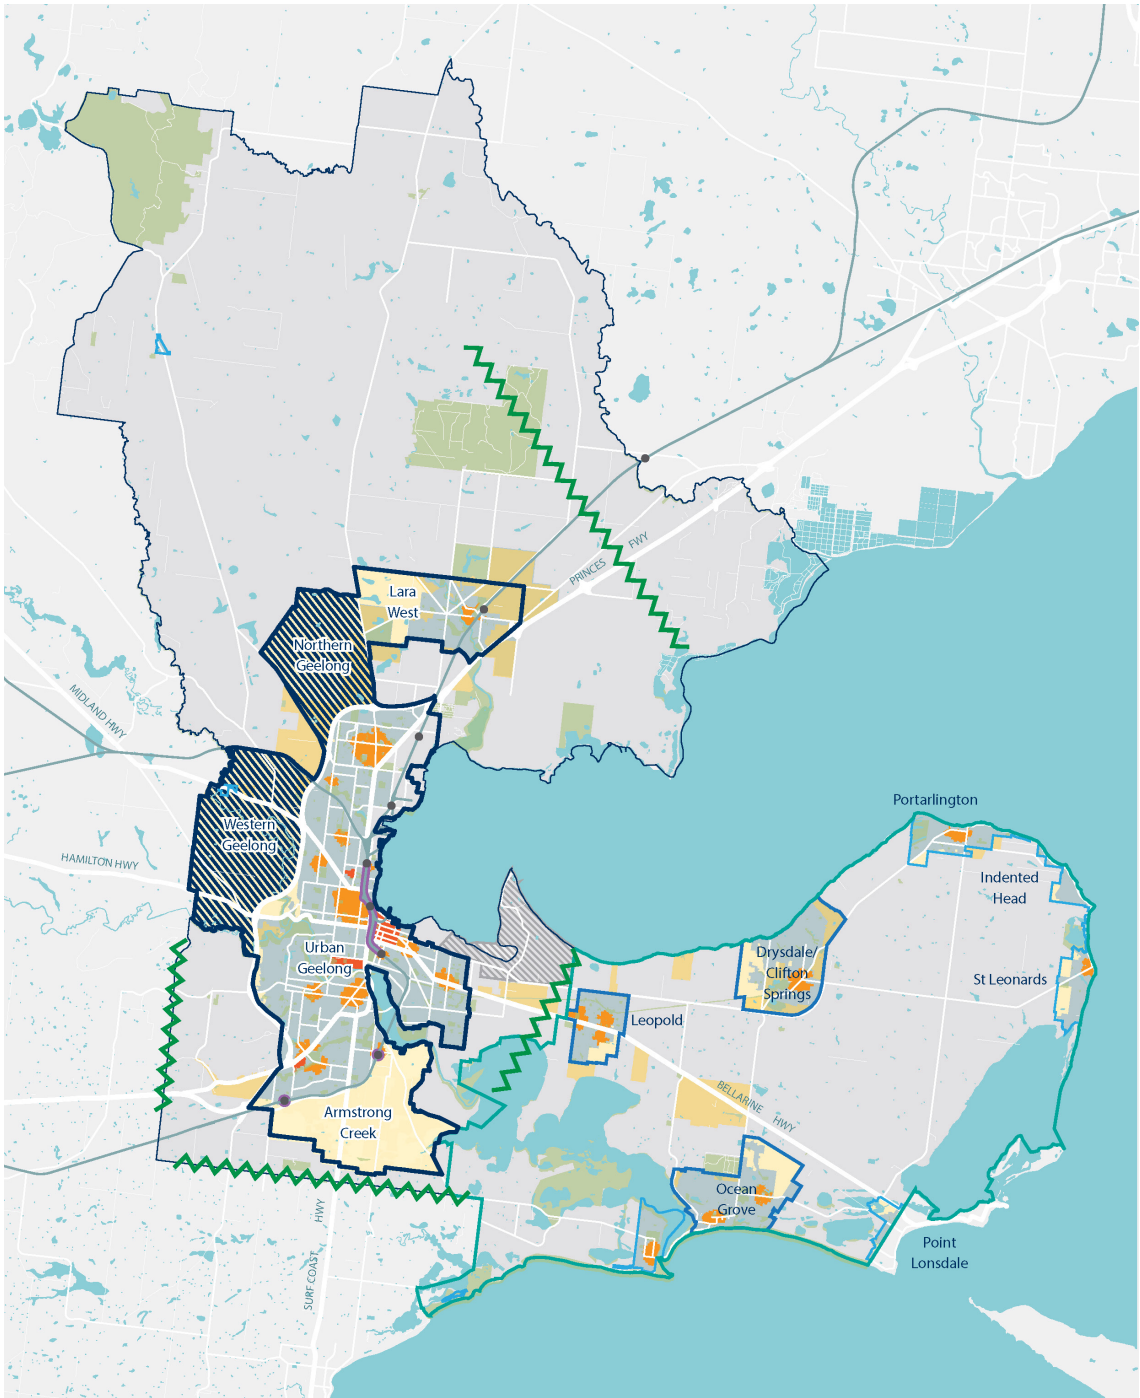 PRINCES FWY
Lara
West
Northern
Geelong
MIDLAND HWY
Western
Geelong
HAMILTON HWY
Portarlington
Indented
Head
Urban
Geelong
Drysdale/
Clifton
Springs
St Leonards
Leopold
Armstrong
Creek
BELLARINE HWY
Ocean
Grove
SURF COAST HWY
Point
Lonsdale